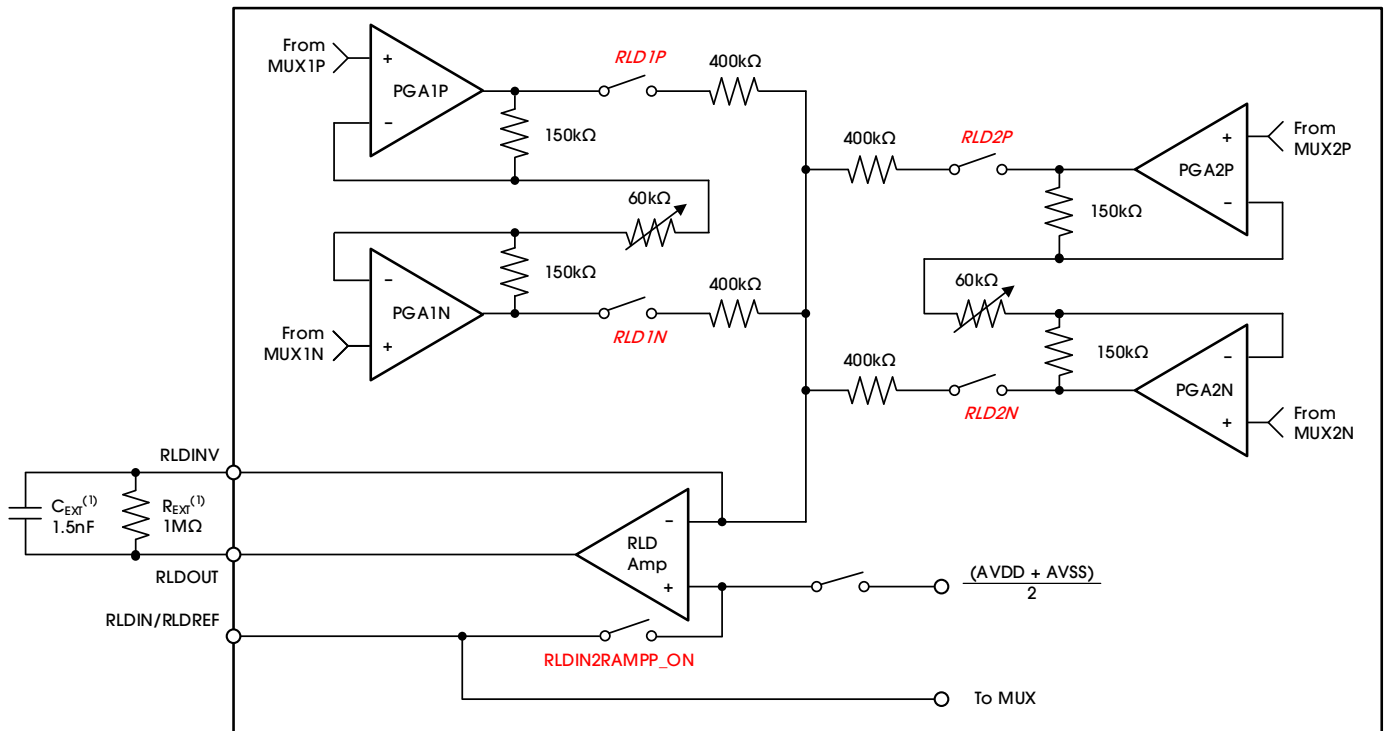 From
MUX1P
+
PGA1P
−
RLD1P
400kΩ
150kΩ
60kΩ
−
PGA1N
+
150kΩ
From
MUX1N
RLD1N
400kΩ
400kΩ
RLD2P
+
PGA2P
−
From
MUX2P
150kΩ
60kΩ
150kΩ
400kΩ
RLD2N
−
PGA2N
+
From
MUX2N
RLDINV
CEXT(1)
1.5nF
REXT(1)
1MΩ
RLDOUT
−
RLD
Amp
+
(AVDD + AVSS)
2
RLDIN/RLDREF
RLDIN2RAMPP_ON
To MUX